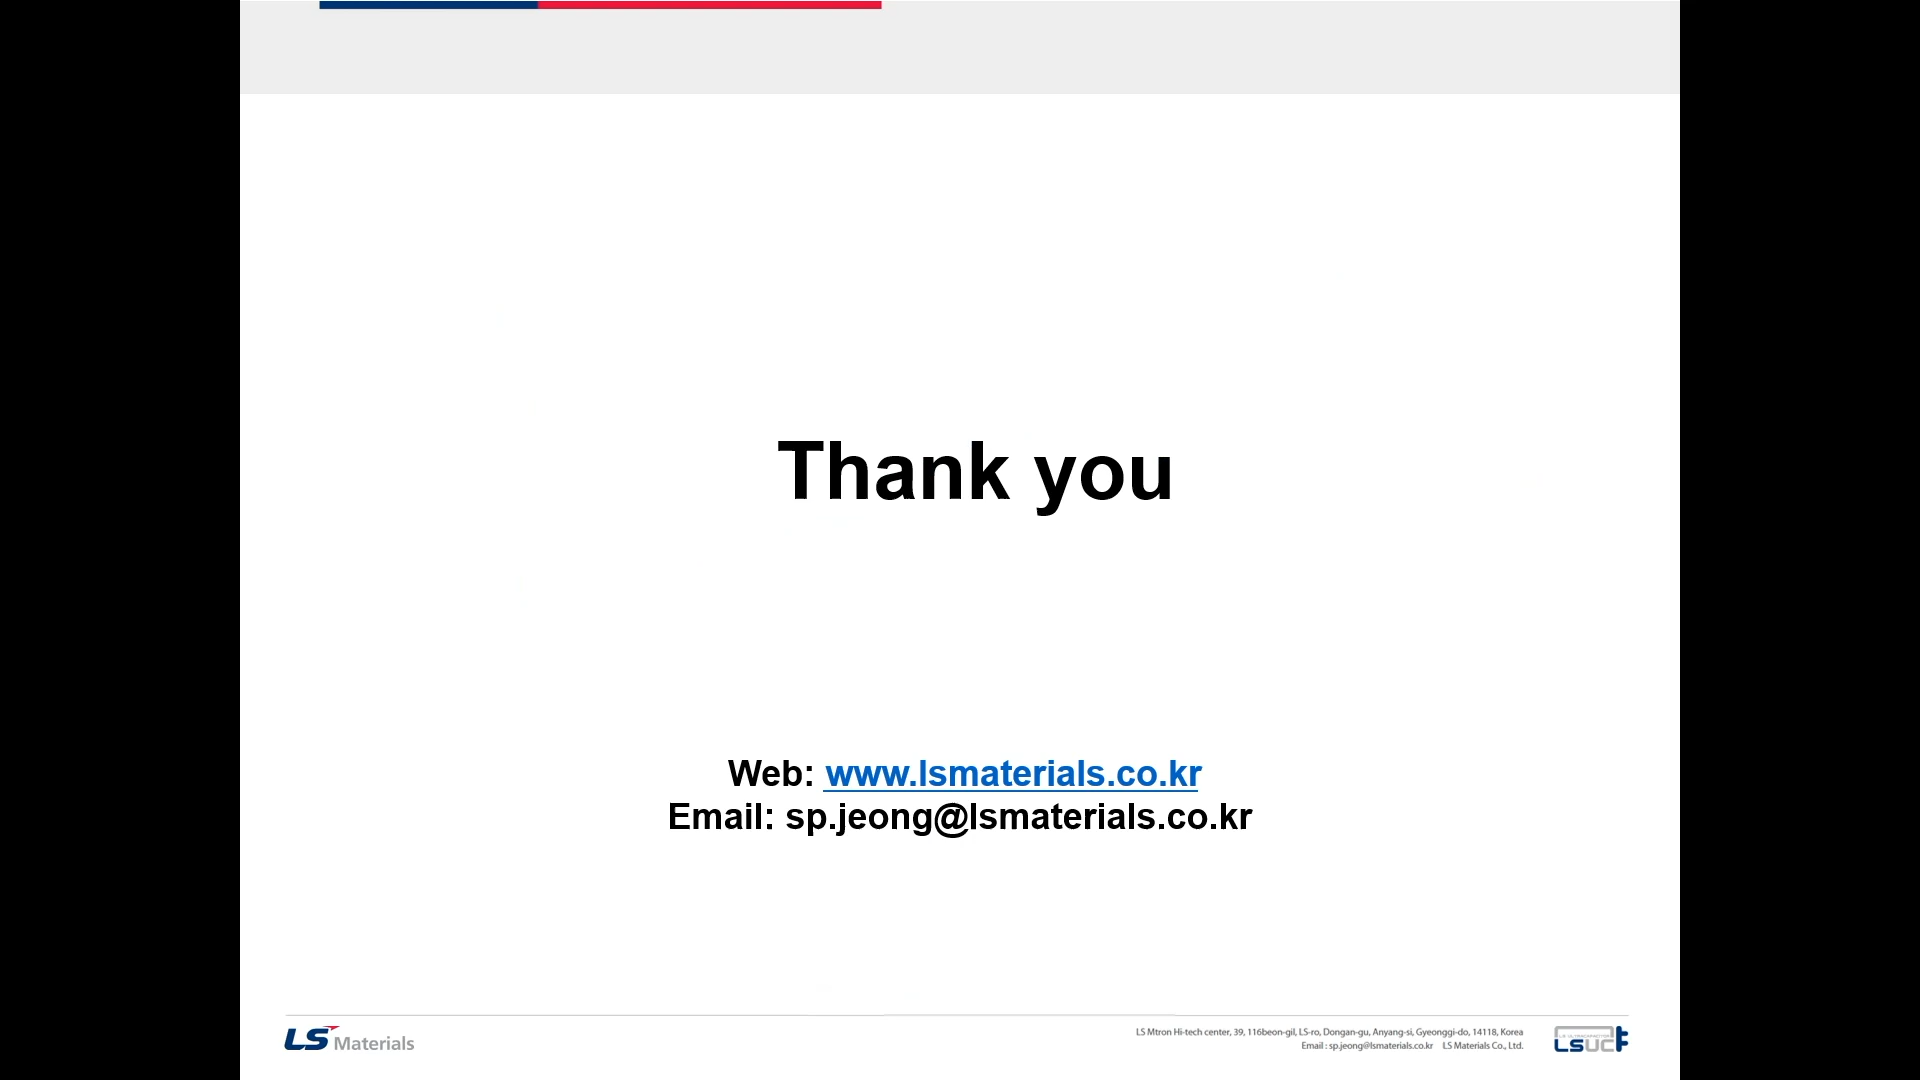 Thank you
Web: www.lsmaterials.co.kr
Email: sp.jeong@lsmaterials.co.kr
LS Materials
LS Mtron Hi-tech center, 39, 116beon-gil, LS-ro, Dongan-gu, Anyang-si, Gyeonggi-do, 14118, Korea
Email : sp.jeong@lsmaterials.co.kr LS Materials Co., Ltd.
LS ULTRACAPACITOR
LSUC